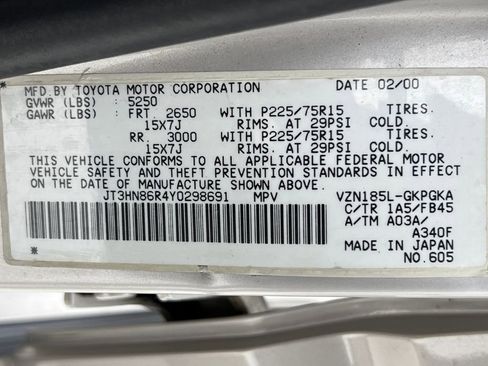 MFD. BY TOYOTA MOTOR CORPORATION DATE 02/00
GVWR (LBS) : 5250
GAWR (LBS) : FRT. 2650 WITH P225/75R15 TIRES.
15X7J RIMS. AT 29PSI COLD.
RR. 3000 WITH P225/75R15 TIRES.
15X7J RIMS. AT 29PSI COLD.
THIS VEHICLE CONFORMS TO ALL APPLICABLE FEDERAL MOTOR
VEHICLE SAFETY AND THEFT PREVENTION STANDARDS IN EFFECT
ON THE DATE OF MANUFACTURE SHOWN ABOVE.
JT3HN86R4Y0298691 MPV VZN185L-GKPGKA
C/TR 1A5/FB45
A/TM A03A/
A340F
MADE IN JAPAN
NO.605